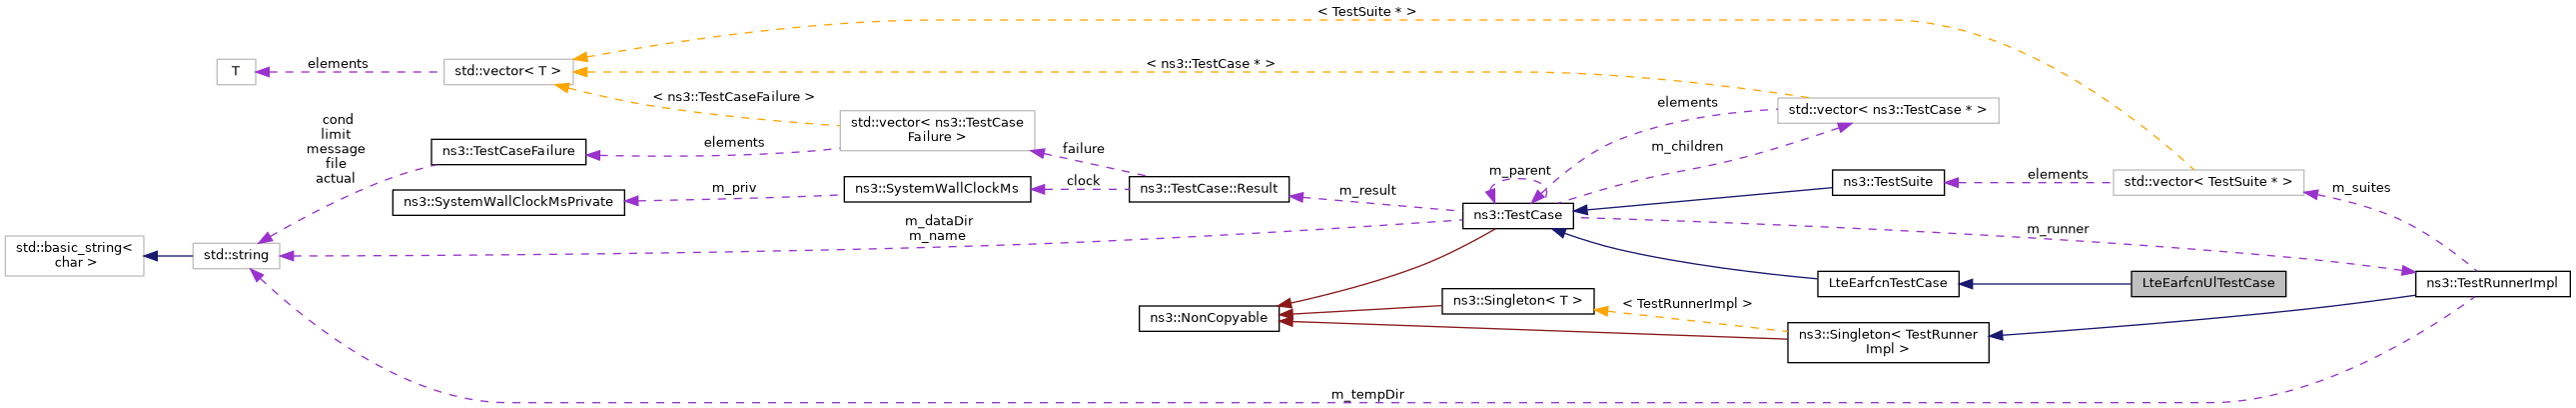 < TestSuite * >
T
elements
std::vector< T >
< ns3::TestCase * >
< ns3::TestCaseFailure >
cond
limit
message
file
actual
ns3::TestCaseFailure
elements
std::vector< ns3::TestCase
Failure >
failure
elements
std::vector< ns3::TestCase * >
m_children
m_parent
ns3::SystemWallClockMsPrivate
m_priv
ns3::SystemWallClockMs
clock
ns3::TestCase::Result
m_result
ns3::TestCase
ns3::TestSuite
elements
std::vector< TestSuite * >
m_suites
std::basic_string<
char >
std::string
m_dataDir
m_name
m_runner
ns3::NonCopyable
ns3::Singleton< T >
< TestRunnerImpl >
LteEarfcnTestCase
LteEarfcnUlTestCase
ns3::TestRunnerImpl
ns3::Singleton< TestRunner
Impl >
m_tempDir